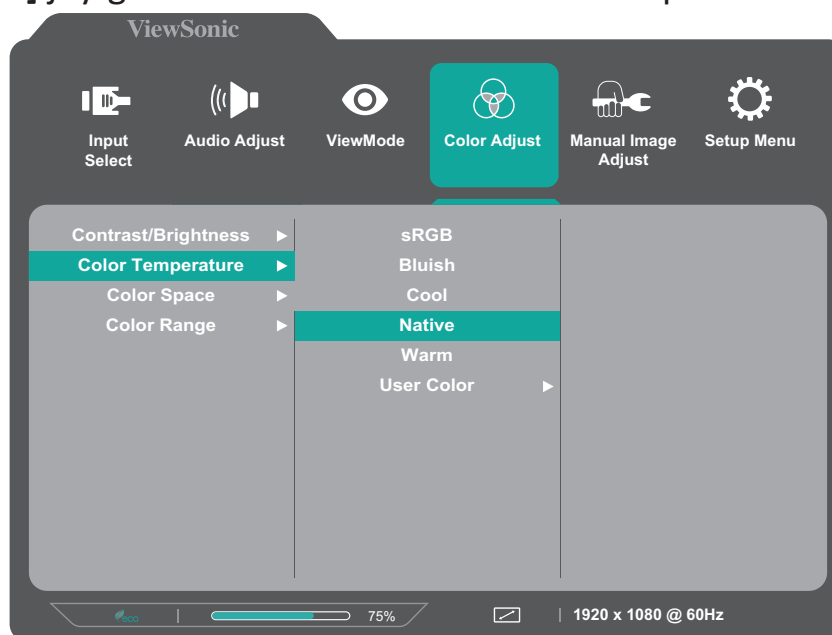 ViewSonic
Input
Select
Audio Adjust
ViewMode
Color Adjust
Manual Image
Adjust
Setup Menu
Contrast/Brightness
Color Temperature
Color Space
Color Range
sRGB
Bluish
Cool
Native
Warm
User Color
eco
75%
1920 x 1080 @ 60Hz